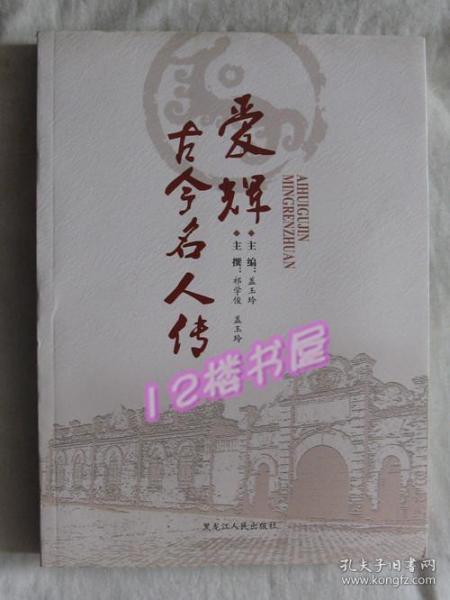 爱辉
古今名人传
AIHUIGUJIN
MINGRENZHUAN
◆主 编：盖玉玲
◆主 撰：祁学俊 盖玉玲
12楼书屋
黑龙江人民出版社
孔夫子旧书网
www.kongfz.com